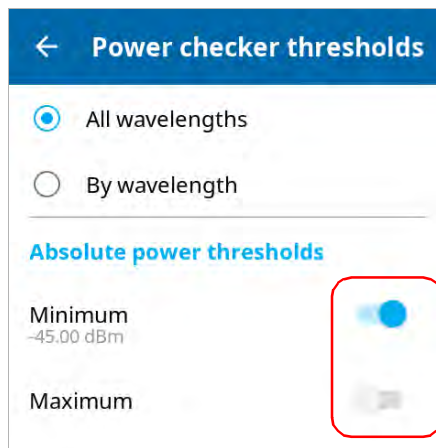 Power checker thresholds
All wavelengths
By wavelength
Absolute power thresholds
Minimum
-45.00 dBm
Maximum